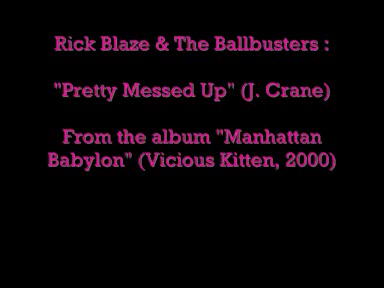 Rick Blaze & The Ballbusters :
"Pretty Messed Up" (J. Crane)
From the album "Manhattan
Babylon" (Vicious Kitten, 2000)